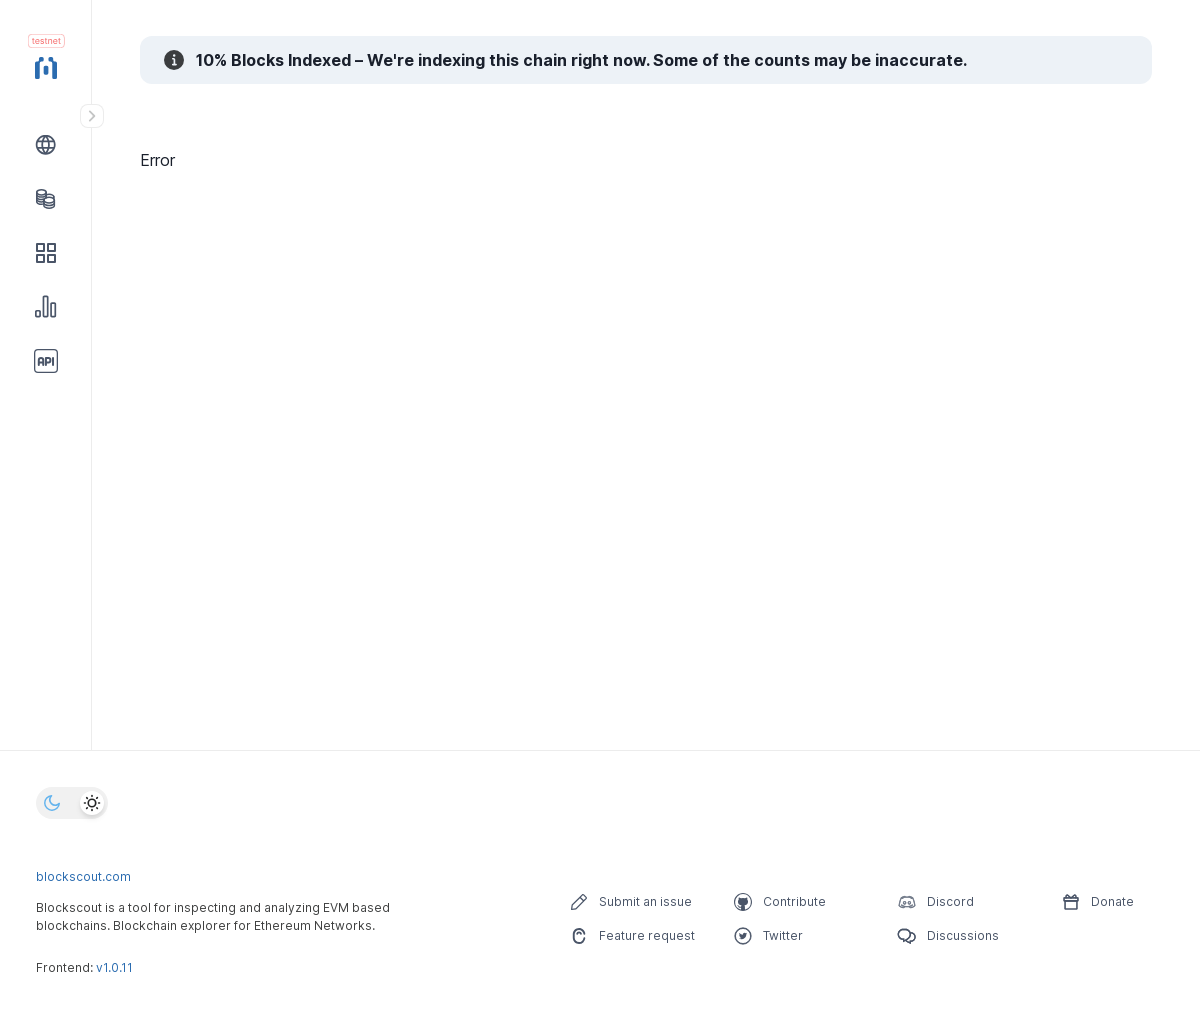 testnet
10% Blocks Indexed – We're indexing this chain right now. Some of the counts may be inaccurate.
Error
API
blockscout.com
Blockscout is a tool for inspecting and analyzing EVM based
blockchains. Blockchain explorer for Ethereum Networks.
Frontend: v1.0.11
Submit an issue
Contribute
Discord
Donate
Feature request
Twitter
Discussions